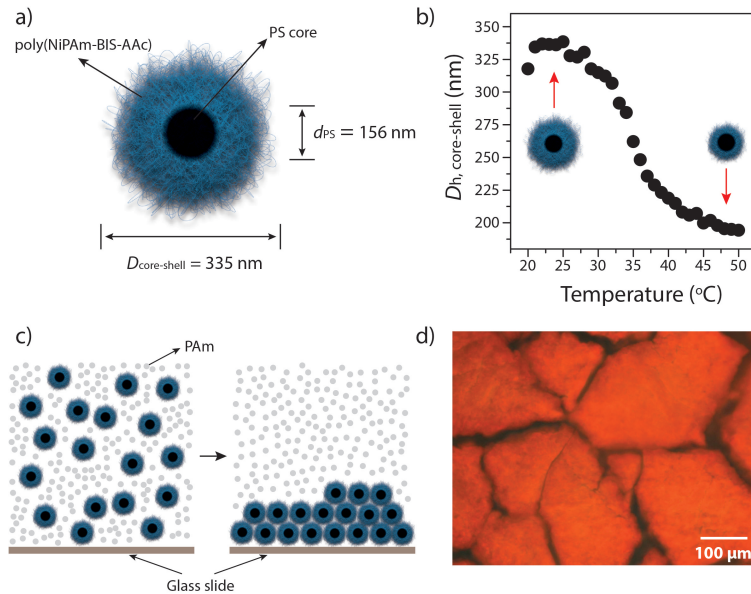 a)
PS core
poly(NiPAm-BIS-AAc)
dPS = 156 nm
Dcore-shell = 335 nm
b)
Dh, core-shell (nm)
350
325
300
275
250
225
200
20 25 30 35 40 45 50
Temperature (°C)
c)
PAm
Glass slide
d)
100 µm